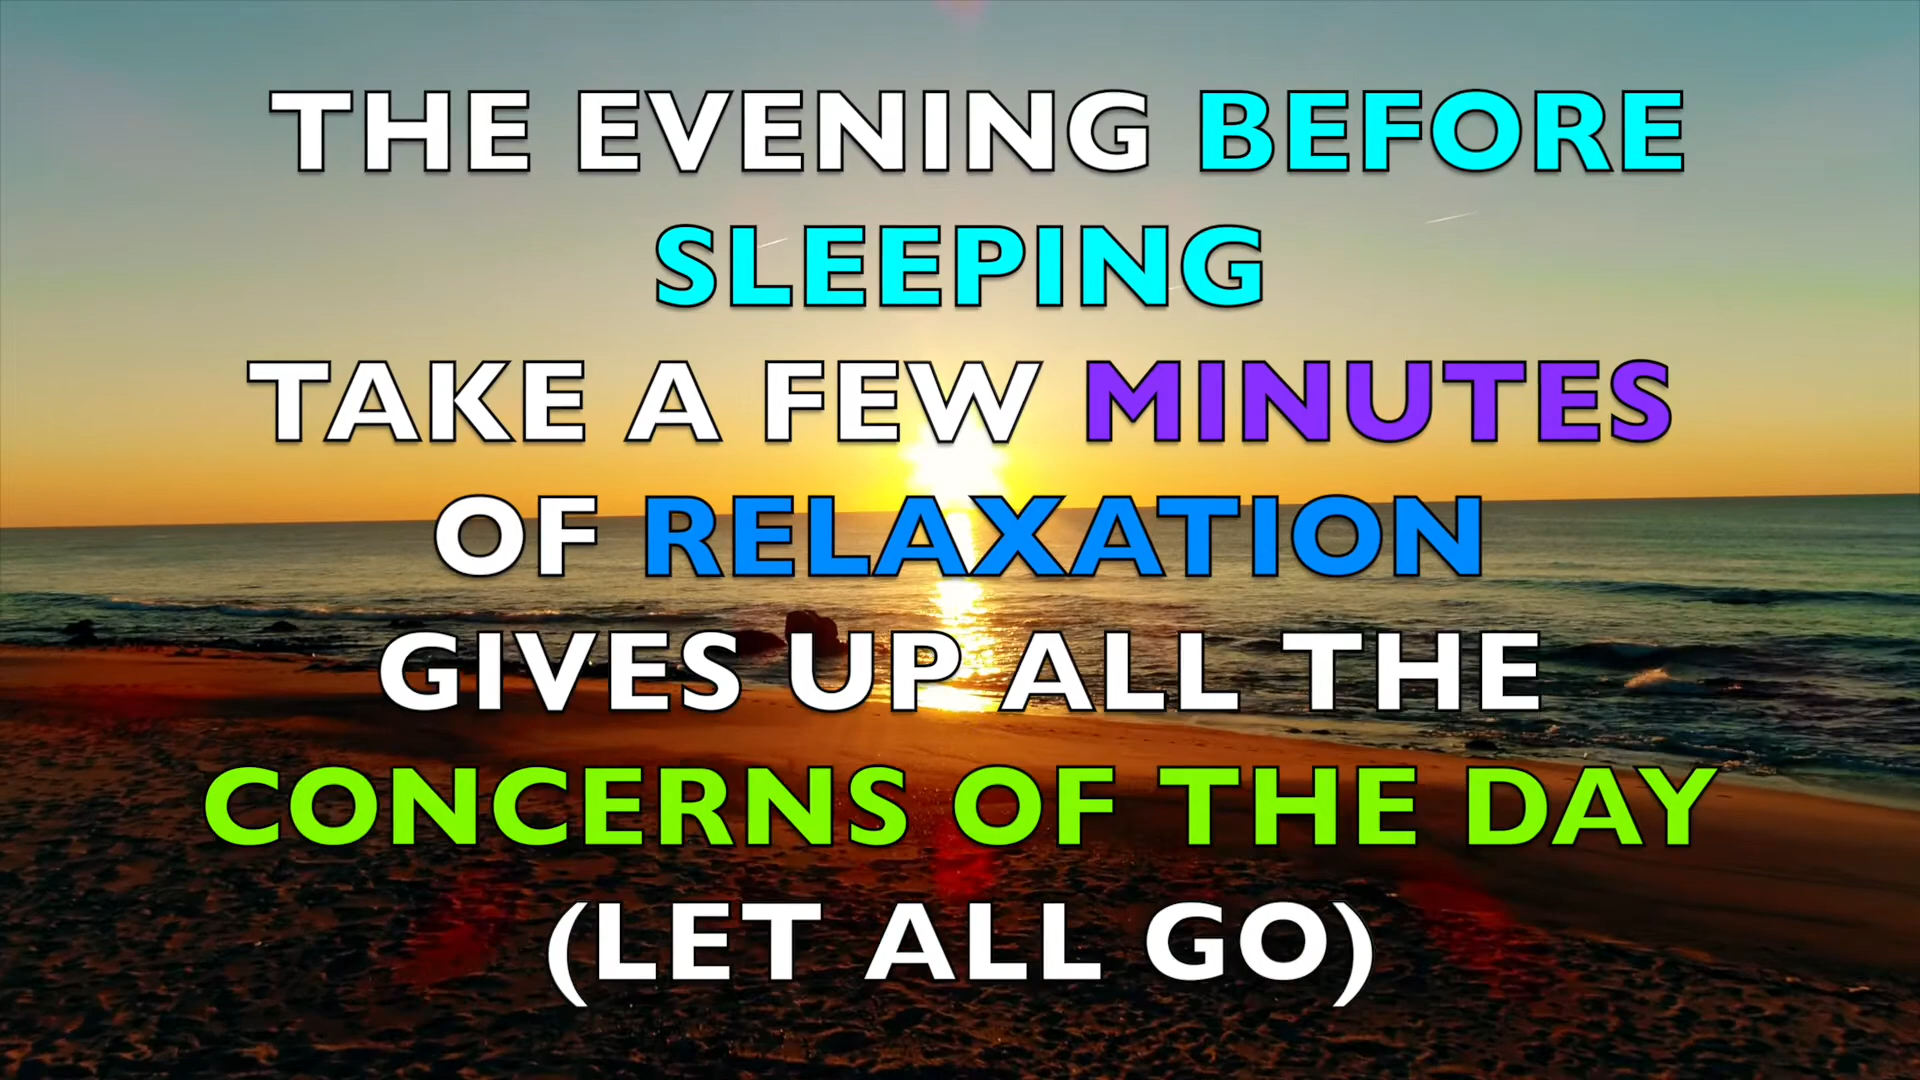 THE EVENING BEFORE
SLEEPING
TAKE A FEW MINUTES
OF RELAXATION
GIVES UP ALL THE
CONCERNS OF THE DAY
(LET ALL GO)